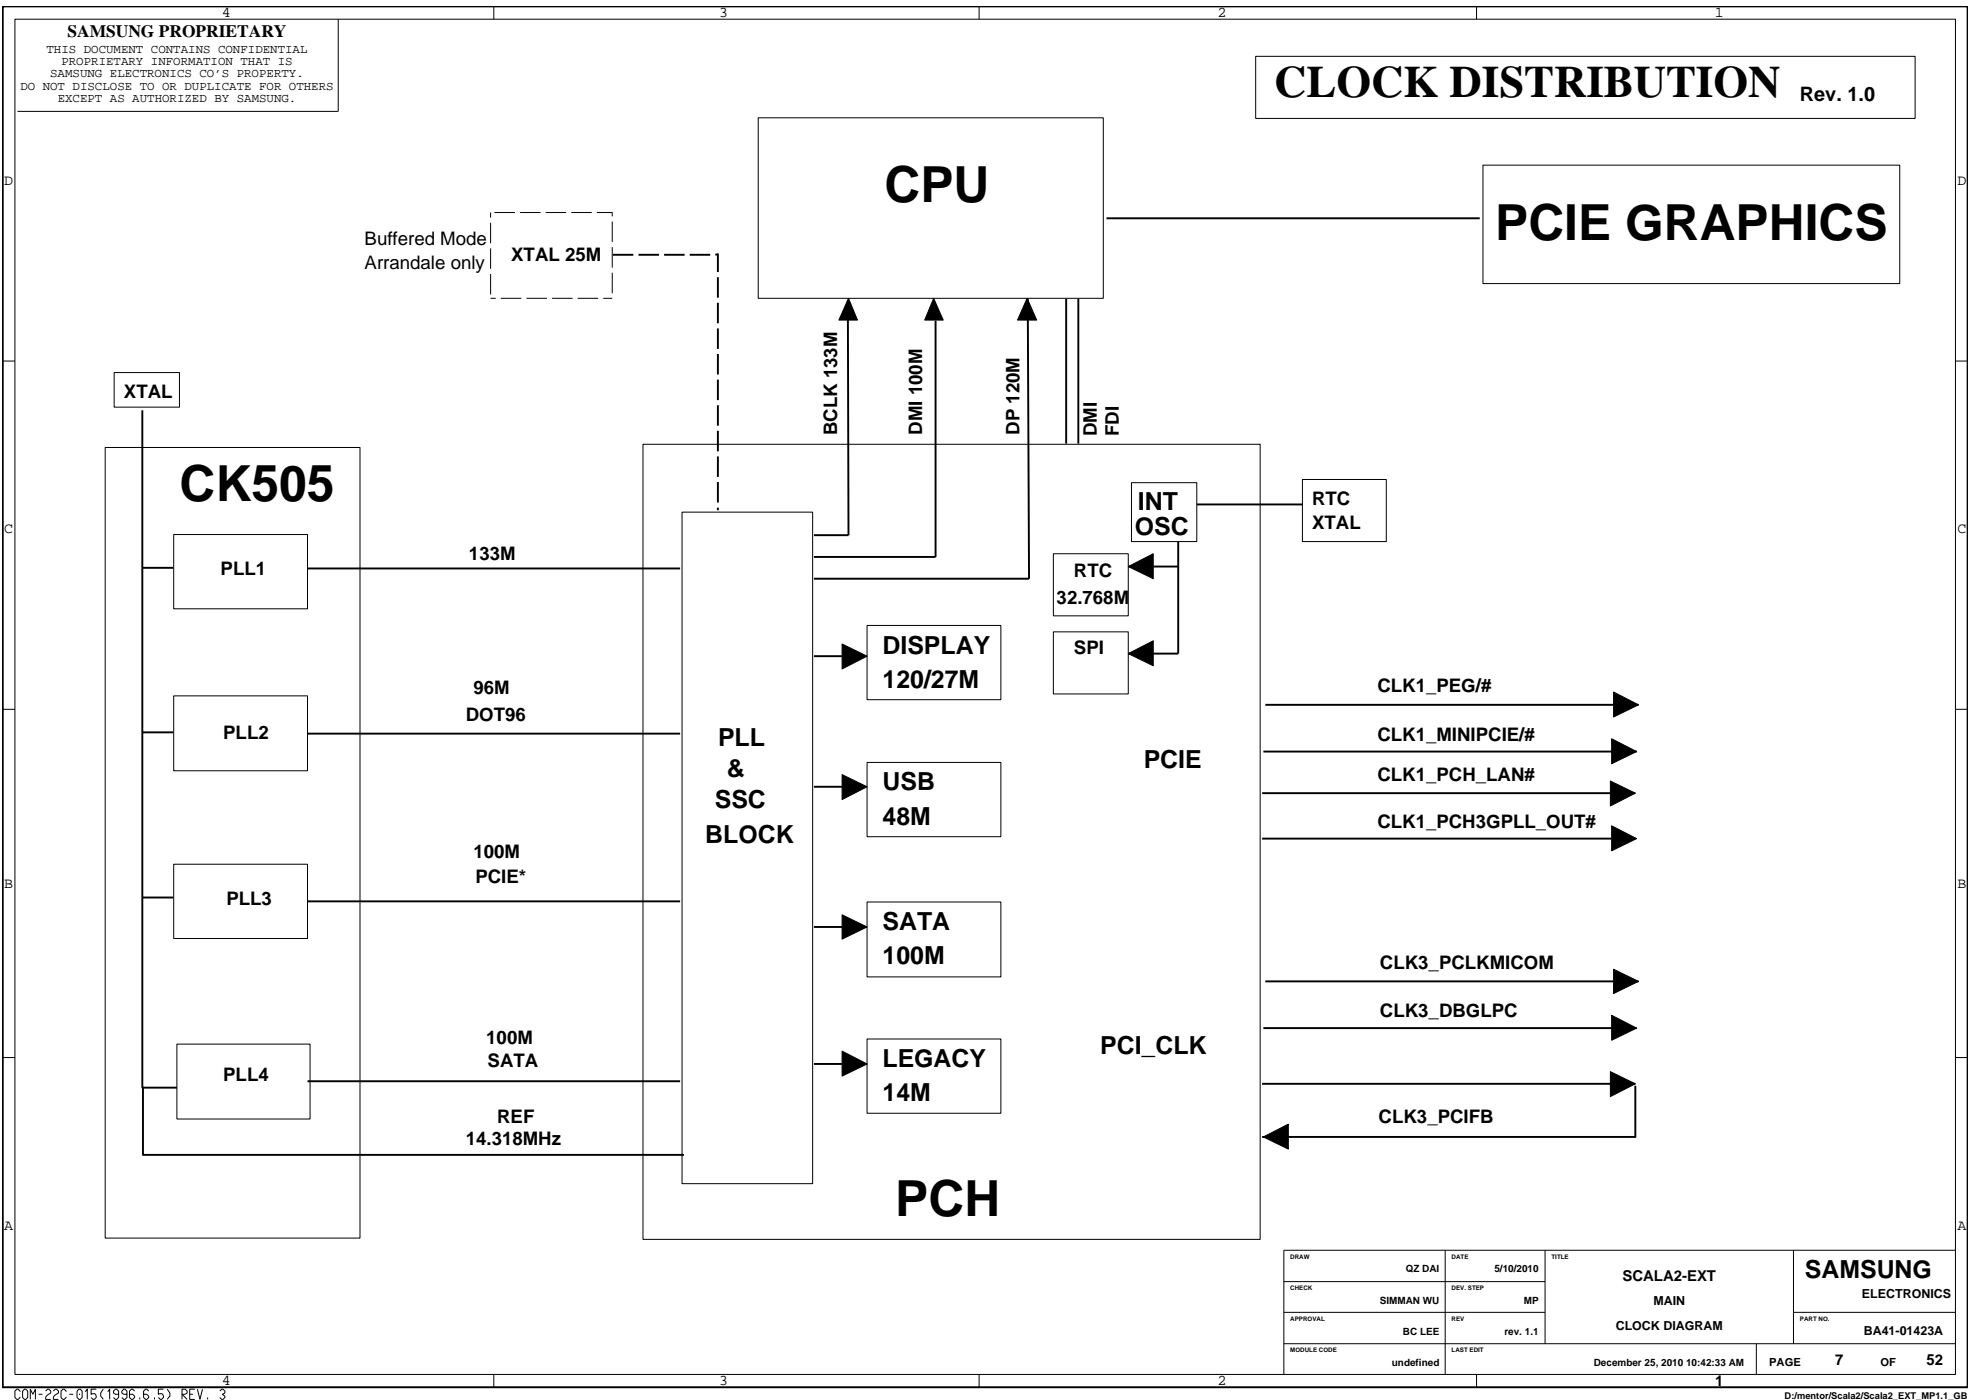 4 3 2 1
SAMSUNG PROPRIETARY
THIS DOCUMENT CONTAINS CONFIDENTIAL
PROPRIETARY INFORMATION THAT IS
SAMSUNG ELECTRONICS CO'S PROPERTY.
DO NOT DISCLOSE TO OR DUPLICATE FOR OTHERS
EXCEPT AS AUTHORIZED BY SAMSUNG.
CLOCK DISTRIBUTION Rev. 1.0
D D
CPU
PCIE GRAPHICS
Buffered Mode
Arrandale only
XTAL 25M
BCLK 133M
DMI 100M
DP 120M
DMI
FDI
XTAL
CK505
C C
INT
OSC
RTC
XTAL
PLL1
133M
RTC
32.768M
SPI
DISPLAY
120/27M
PLL2
96M
DOT96
PLL
&
SSC
BLOCK
USB
48M
PCIE
CLK1_PEG/#
CLK1_MINIPCIE/#
CLK1_PCH_LAN#
CLK1_PCH3GPLL_OUT#
B B
PLL3
100M
PCIE*
SATA
100M
CLK3_PCLKMICOM
CLK3_DBGLPC
PCI_CLK
PLL4
100M
SATA
LEGACY
14M
REF
14.318MHz
CLK3_PCIFB
PCH
A A
DRAW
QZ DAI
DATE
5/10/2010
TITLE
SCALA2-EXT
MAIN
CLOCK DIAGRAM
SAMSUNG
ELECTRONICS
CHECK
SIMMAN WU
DEV. STEP
MP
APPROVAL
BC LEE
REV
rev. 1.1
PART NO.
BA41-01423A
MODULE CODE
undefined
LAST EDIT
December 25, 2010 10:42:33 AM
PAGE 7 OF 52
4 3 2 1
COM-22C-015(1996.6.5) REV. 3
D:/mentor/Scala2/Scala2_EXT_MP1.1_GB